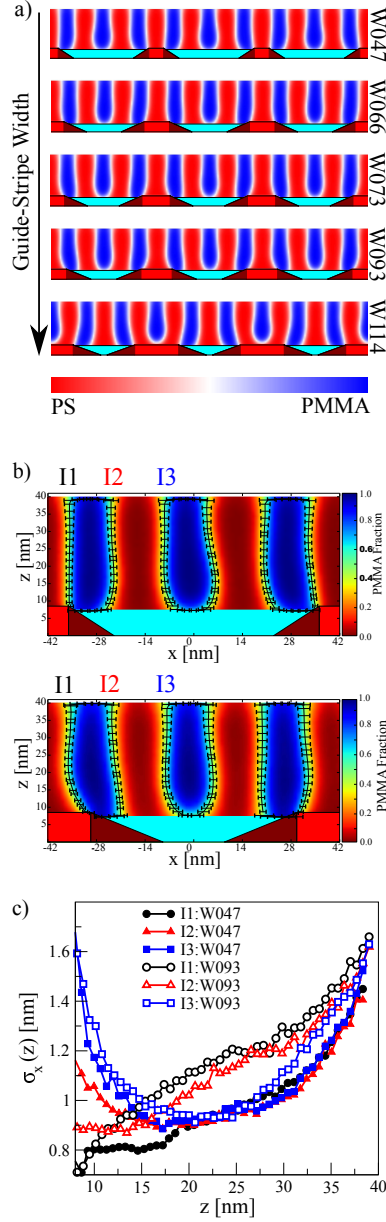 a)
W047
W066
W073
W093
W114
Guide-Stripe Width
PS PMMA
b)
I1 I2 I3
40
35
30
25
20
15
10
5
0
z [nm]
-42 -28 -14 0 14 28 42
x [nm]
1.0
0.8
0.6
0.4
0.2
0.0
PMMA Fraction
I1 I2 I3
40
35
30
25
20
15
10
5
0
z [nm]
-42 -28 -14 0 14 28 42
x [nm]
1.0
0.8
0.6
0.4
0.2
0.0
PMMA Fraction
c)
I1:W047
I2:W047
I3:W047
I1:W093
I2:W093
I3:W093
1.6
1.4
1.2
1
0.8
σx(z) [nm]
10 15 20 25 30 35 40
z [nm]